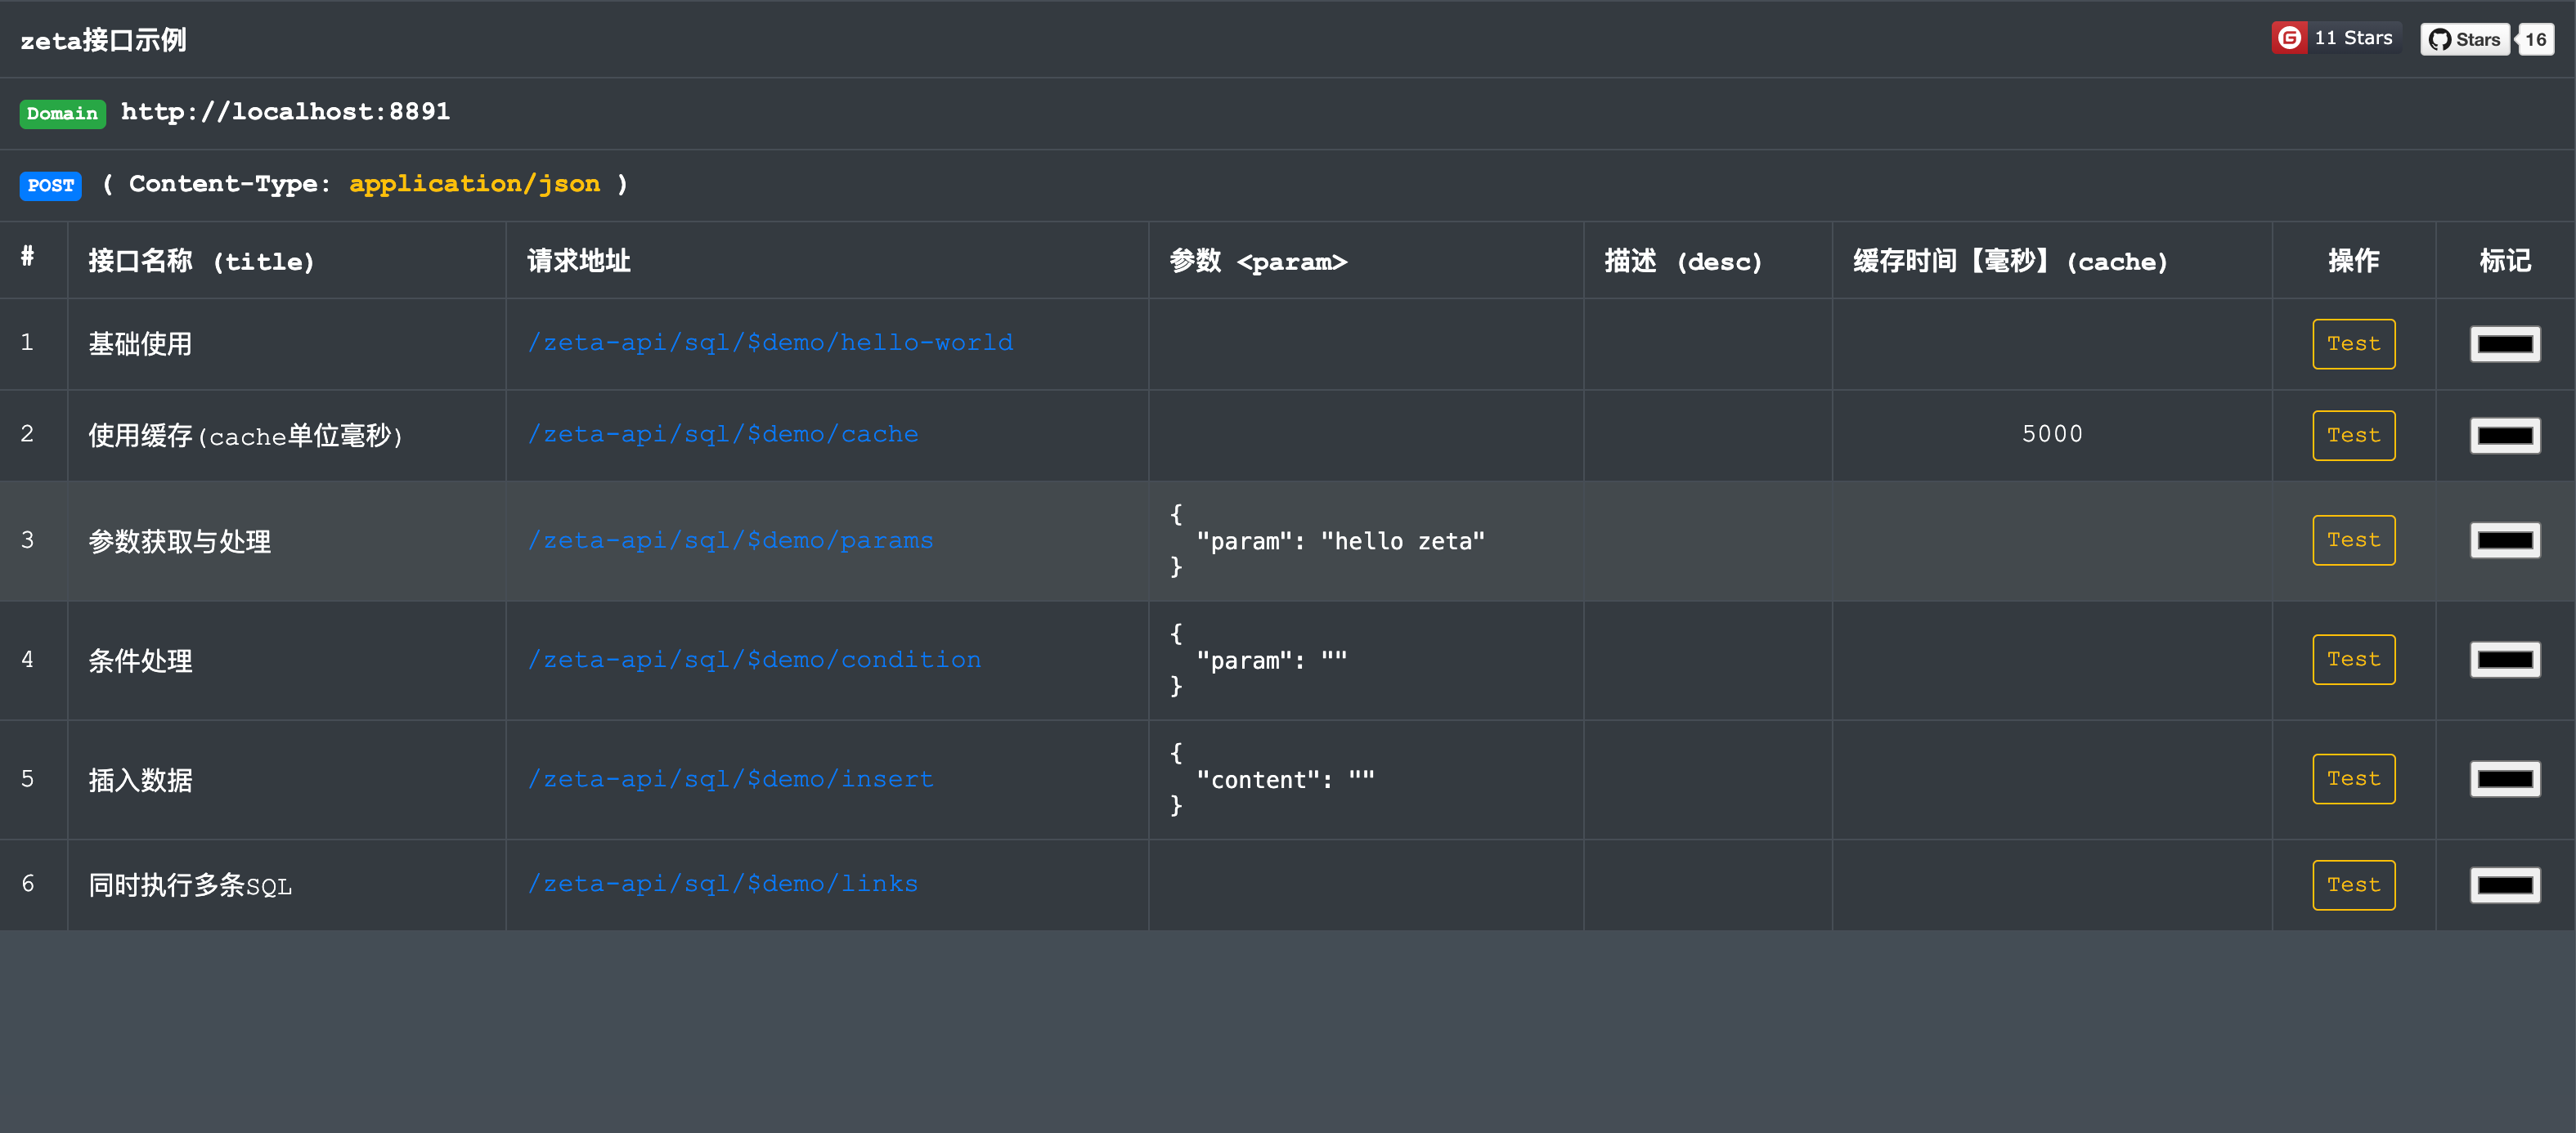 zeta接口示例
11 Stars
Stars 16
Domain http://localhost:8891
POST ( Content-Type: application/json )
# 接口名称 (title) 请求地址 参数 <param> 描述 (desc) 缓存时间【毫秒】(cache) 操作 标记
1 基础使用 /zeta-api/sql/$demo/hello-world Test
2 使用缓存(cache单位毫秒) /zeta-api/sql/$demo/cache 5000 Test
3 参数获取与处理 /zeta-api/sql/$demo/params
{
"param": "hello zeta"
}
Test
4 条件处理 /zeta-api/sql/$demo/condition
{
"param": ""
}
Test
5 插入数据 /zeta-api/sql/$demo/insert
{
"content": ""
}
Test
6 同时执行多条SQL /zeta-api/sql/$demo/links Test